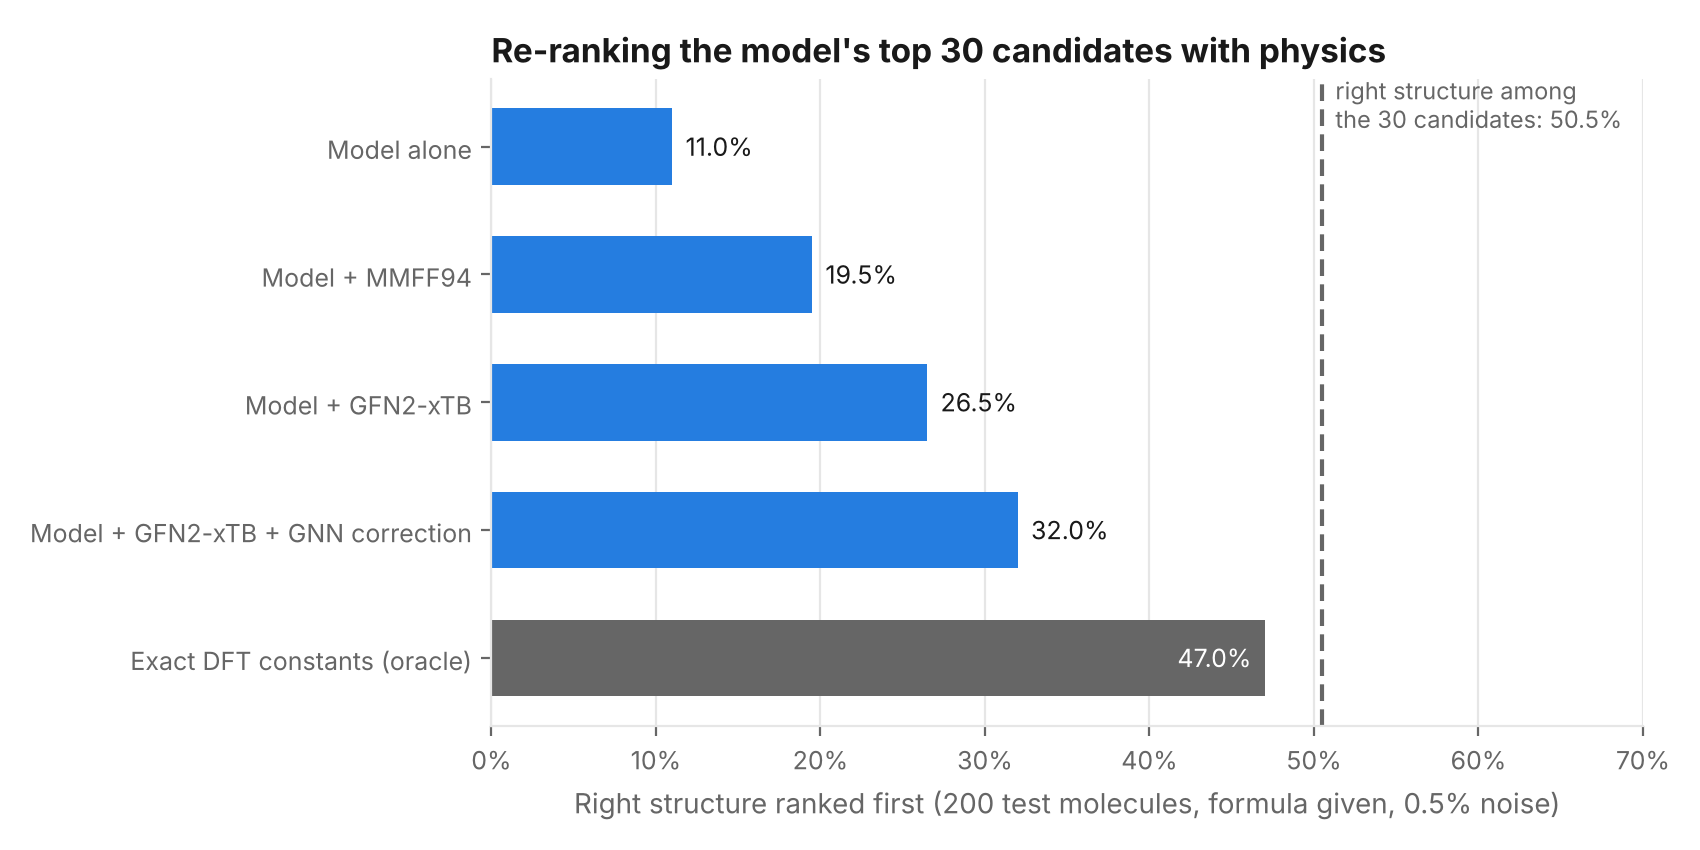 Re-ranking the model's top 30 candidates with physics
right structure among
the 30 candidates: 50.5%
Model alone
11.0%
Model + MMFF94
19.5%
Model + GFN2-xTB
26.5%
Model + GFN2-xTB + GNN correction
32.0%
Exact DFT constants (oracle)
47.0%
0% 10% 20% 30% 40% 50% 60% 70%
Right structure ranked first (200 test molecules, formula given, 0.5% noise)